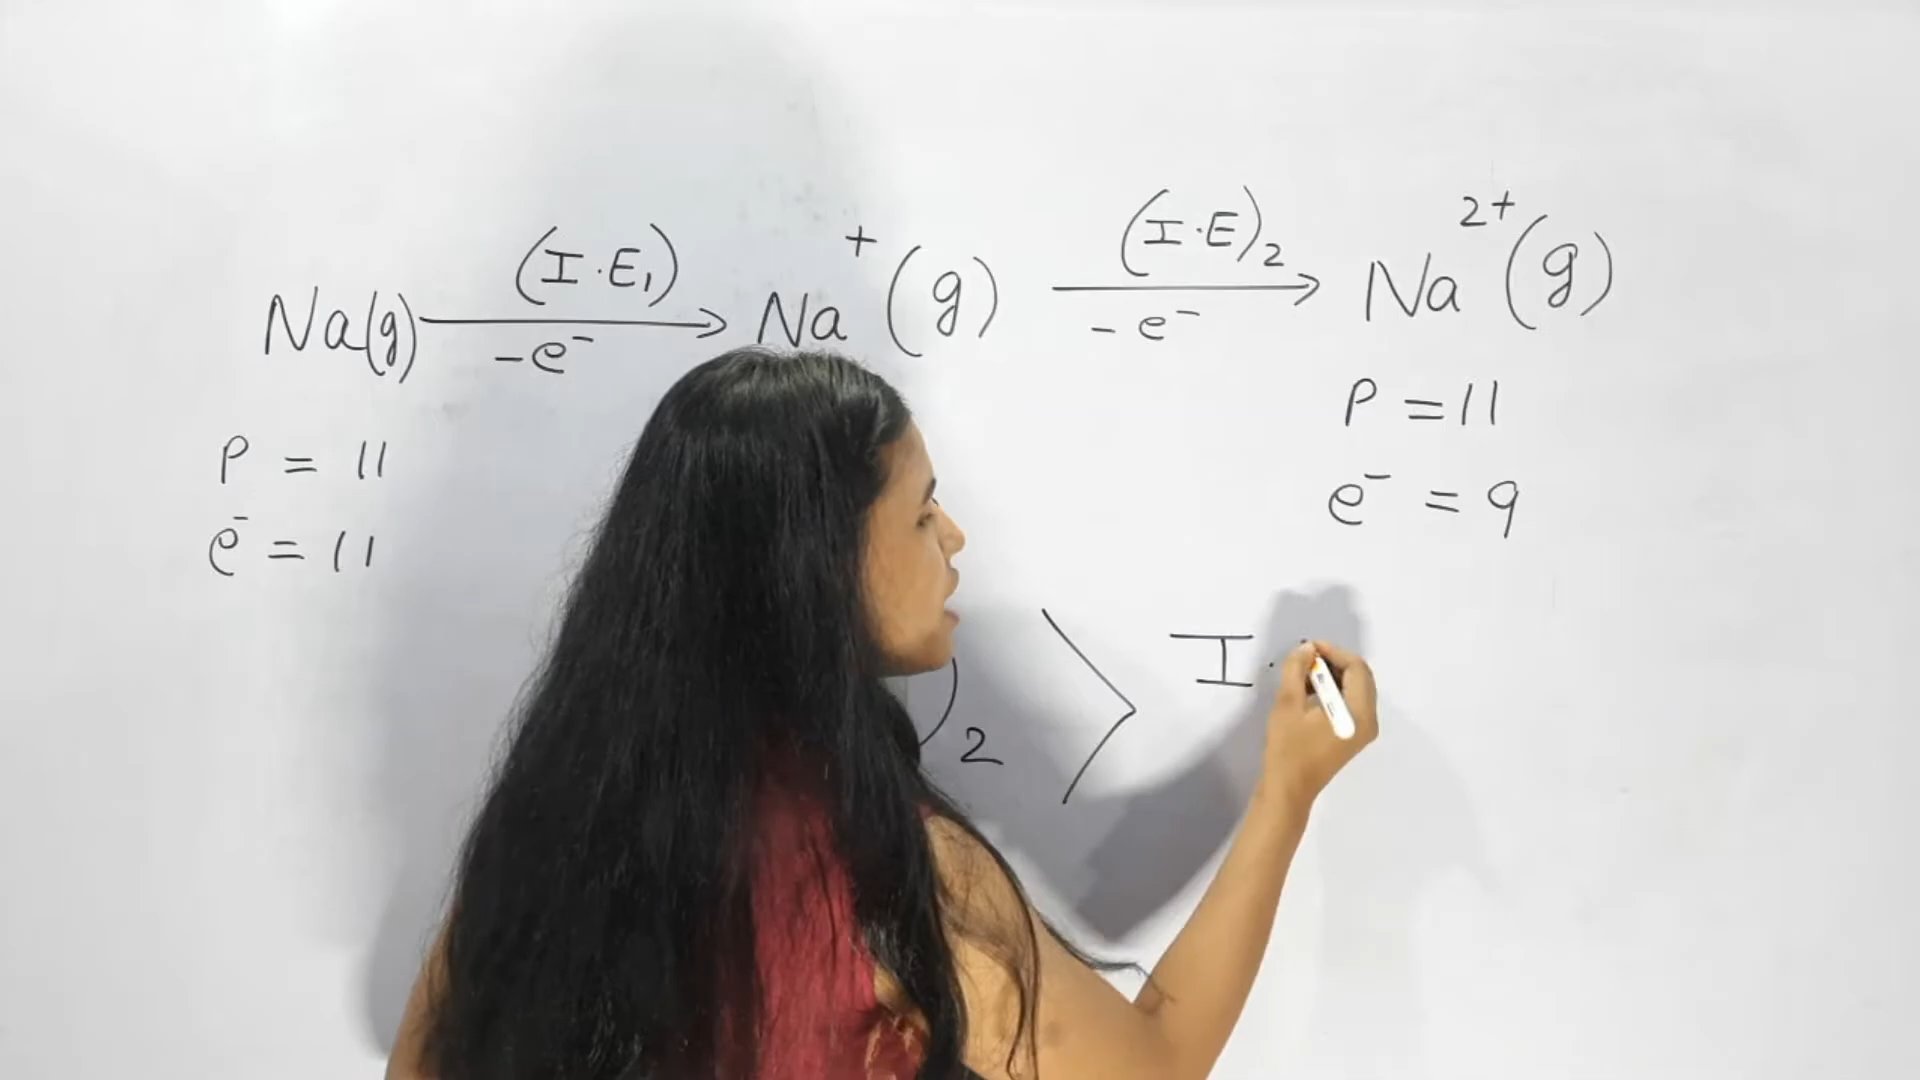 Na(g) (I.E₁) -e⁻ → Na⁺(g) (I.E)₂ -e⁻ → Na²⁺(g)
P = 11
e⁻ = 11
P = 11
e⁻ = 9
)₂ > I.